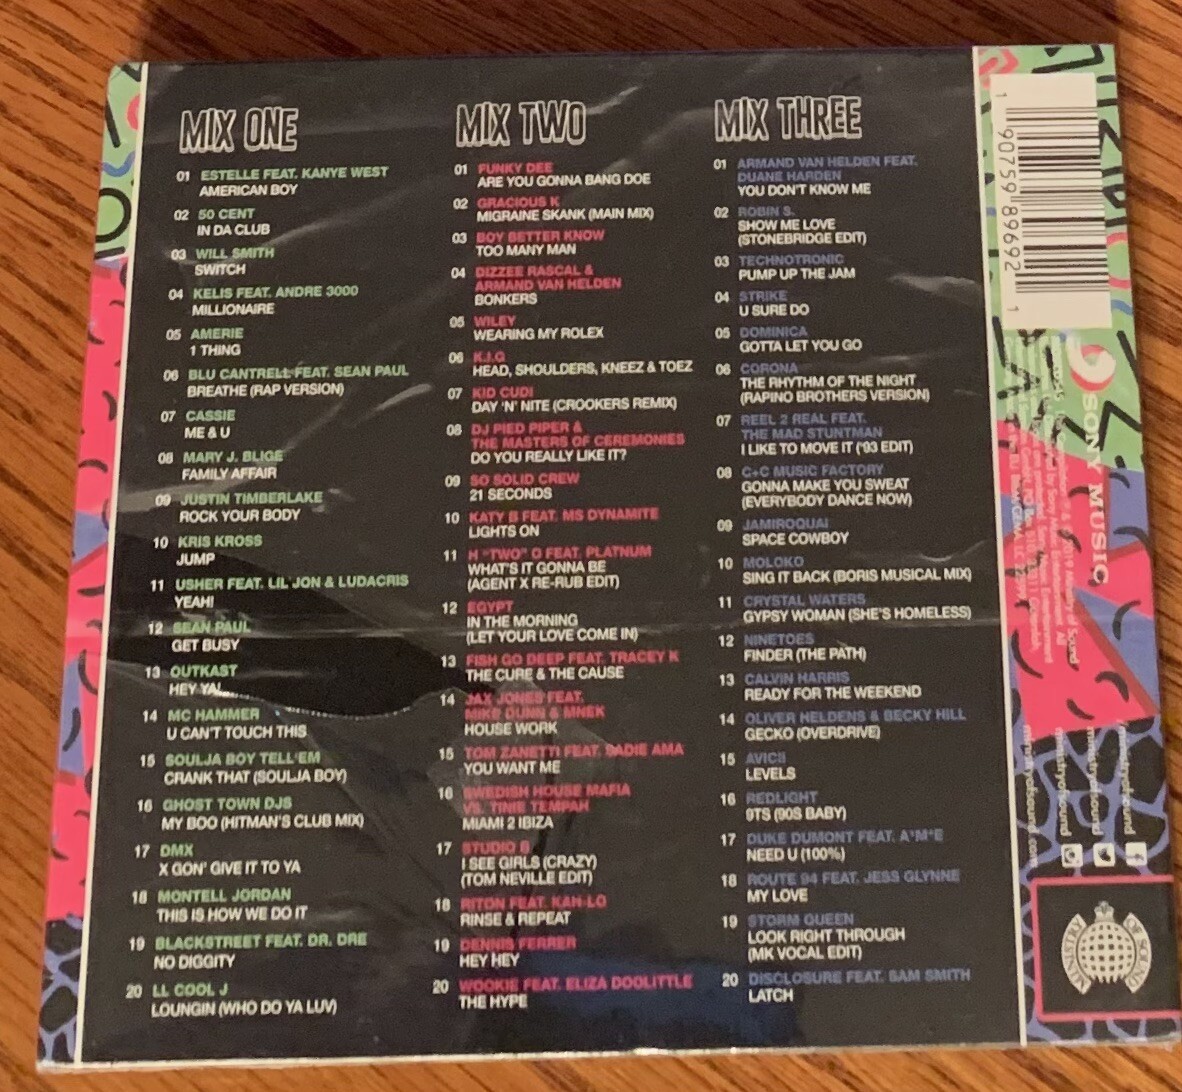 MIX ONE
01 ESTELLE FEAT. KANYE WEST
AMERICAN BOY
02 50 CENT
IN DA CLUB
03 WILL SMITH
SWITCH
04 KELIS FEAT. ANDRE 3000
MILLIONAIRE
05 AMERIE
1 THING
06 BLU CANTRELL FEAT. SEAN PAUL
BREATHE (RAP VERSION)
07 CASSIE
ME & U
08 MARY J. BLIGE
FAMILY AFFAIR
09 JUSTIN TIMBERLAKE
ROCK YOUR BODY
10 KRIS KROSS
JUMP
11 USHER FEAT. LIL' JON & LUDACRIS
YEAH!
12 SEAN PAUL
GET BUSY
13 OUTKAST
HEY YA!
14 MC HAMMER
U CAN'T TOUCH THIS
15 SOULJA BOY TELL'EM
CRANK THAT (SOULJA BOY)
16 GHOST TOWN DJS
MY BOO (HITMAN'S CLUB MIX)
17 DMX
X GON' GIVE IT TO YA
18 MONTELL JORDAN
THIS IS HOW WE DO IT
19 BLACKSTREET FEAT. DR. DRE
NO DIGGITY
20 LL COOL J
LOUNGIN (WHO DO YA LUV)
MIX TWO
01 FUNKY DEE
ARE YOU GONNA BANG DOE
02 GRACIOUS K
MIGRAINE SKANK (MAIN MIX)
03 BOY BETTER KNOW
TOO MANY MAN
04 DIZZEE RASCAL &
ARMAND VAN HELDEN
BONKERS
05 WILEY
WEARING MY ROLEX
06 K.I.G
HEAD, SHOULDERS, KNEEZ & TOEZ
07 KID CUDI
DAY 'N' NITE (CROOKERS REMIX)
08 DJ PIED PIPER &
THE MASTERS OF CEREMONIES
DO YOU REALLY LIKE IT?
09 SO SOLID CREW
21 SECONDS
10 KATY B FEAT. MS DYNAMITE
LIGHTS ON
11 H "TWO" O FEAT. PLATNUM
WHAT'S IT GONNA BE
(AGENT X RE-RUB EDIT)
12 EGYPT
IN THE MORNING
(LET YOUR LOVE COME IN)
13 FISH GO DEEP FEAT. TRACEY K
THE CURE & THE CAUSE
14 JAX JONES FEAT.
MIKE DUNN & MNEK
HOUSE WORK
15 TOM ZANETTI FEAT. SADIE AMA
YOU WANT ME
16 SWEDISH HOUSE MAFIA
VS. TINIE TEMPAH
MIAMI 2 IBIZA
17 STUDIO B
I SEE GIRLS (CRAZY)
(TOM NEVILLE EDIT)
18 RITON FEAT. KAH-LO
RINSE & REPEAT
19 DENNIS FERRER
HEY HEY
20 WOOKIE FEAT. ELIZA DOOLITTLE
THE HYPE
MIX THREE
01 ARMAND VAN HELDEN FEAT.
DUANE HARDEN
YOU DON'T KNOW ME
02 ROBIN S.
SHOW ME LOVE
(STONEBRIDGE EDIT)
03 TECHNOTRONIC
PUMP UP THE JAM
04 STRIKE
U SURE DO
05 DOMINICA
GOTTA LET YOU GO
06 CORONA
THE RHYTHM OF THE NIGHT
(RAPINO BROTHERS VERSION)
07 REEL 2 REAL FEAT.
THE MAD STUNTMAN
I LIKE TO MOVE IT ('93 EDIT)
08 C+C MUSIC FACTORY
GONNA MAKE YOU SWEAT
(EVERYBODY DANCE NOW)
09 JAMIROQUAI
SPACE COWBOY
10 MOLOKO
SING IT BACK (BORIS MUSICAL MIX)
11 CRYSTAL WATERS
GYPSY WOMAN (SHE'S HOMELESS)
12 NINETOES
FINDER (THE PATH)
13 CALVIN HARRIS
READY FOR THE WEEKEND
14 OLIVER HELDENS & BECKY HILL
GECKO (OVERDRIVE)
15 AVICII
LEVELS
16 REDLIGHT
9TS (90S BABY)
17 DUKE DUMONT FEAT. A*M*E
NEED U (100%)
18 ROUTE 94 FEAT. JESS GLYNNE
MY LOVE
19 STORM QUEEN
LOOK RIGHT THROUGH
(MK VOCAL EDIT)
20 DISCLOSURE FEAT. SAM SMITH
LATCH
1 90759 89692 1
SONY MUSIC
ministryofsound
ministryofsound
ministryofsound
ministryofsound.com
MINISTRY OF SOUND